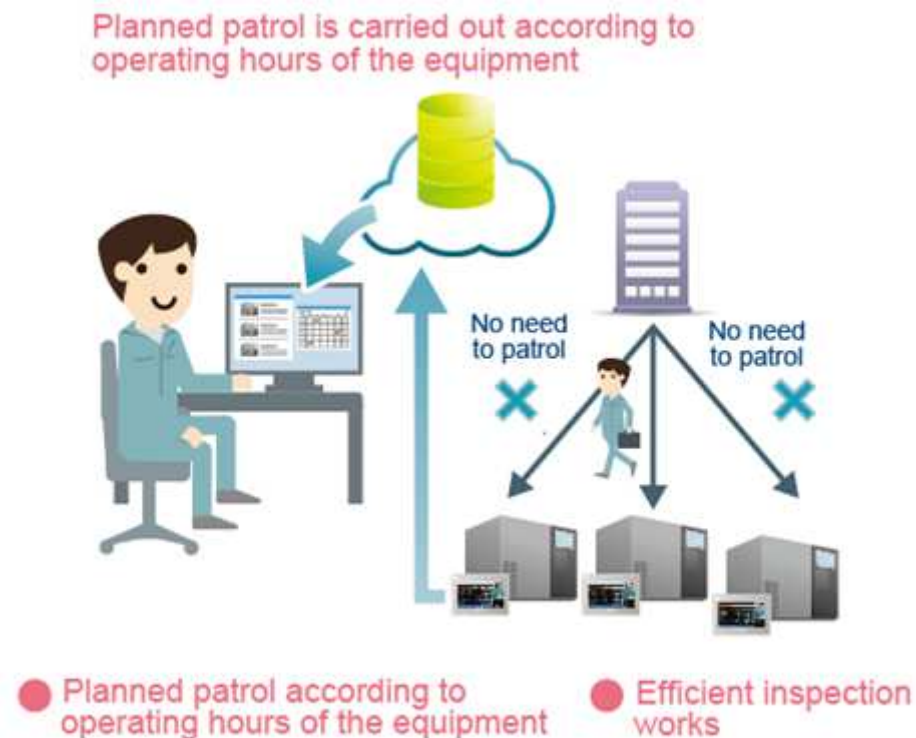 Planned patrol is carried out according to
operating hours of the equipment
No need
to patrol
No need
to patrol
Planned patrol according to
operating hours of the equipment
Efficient inspection
works